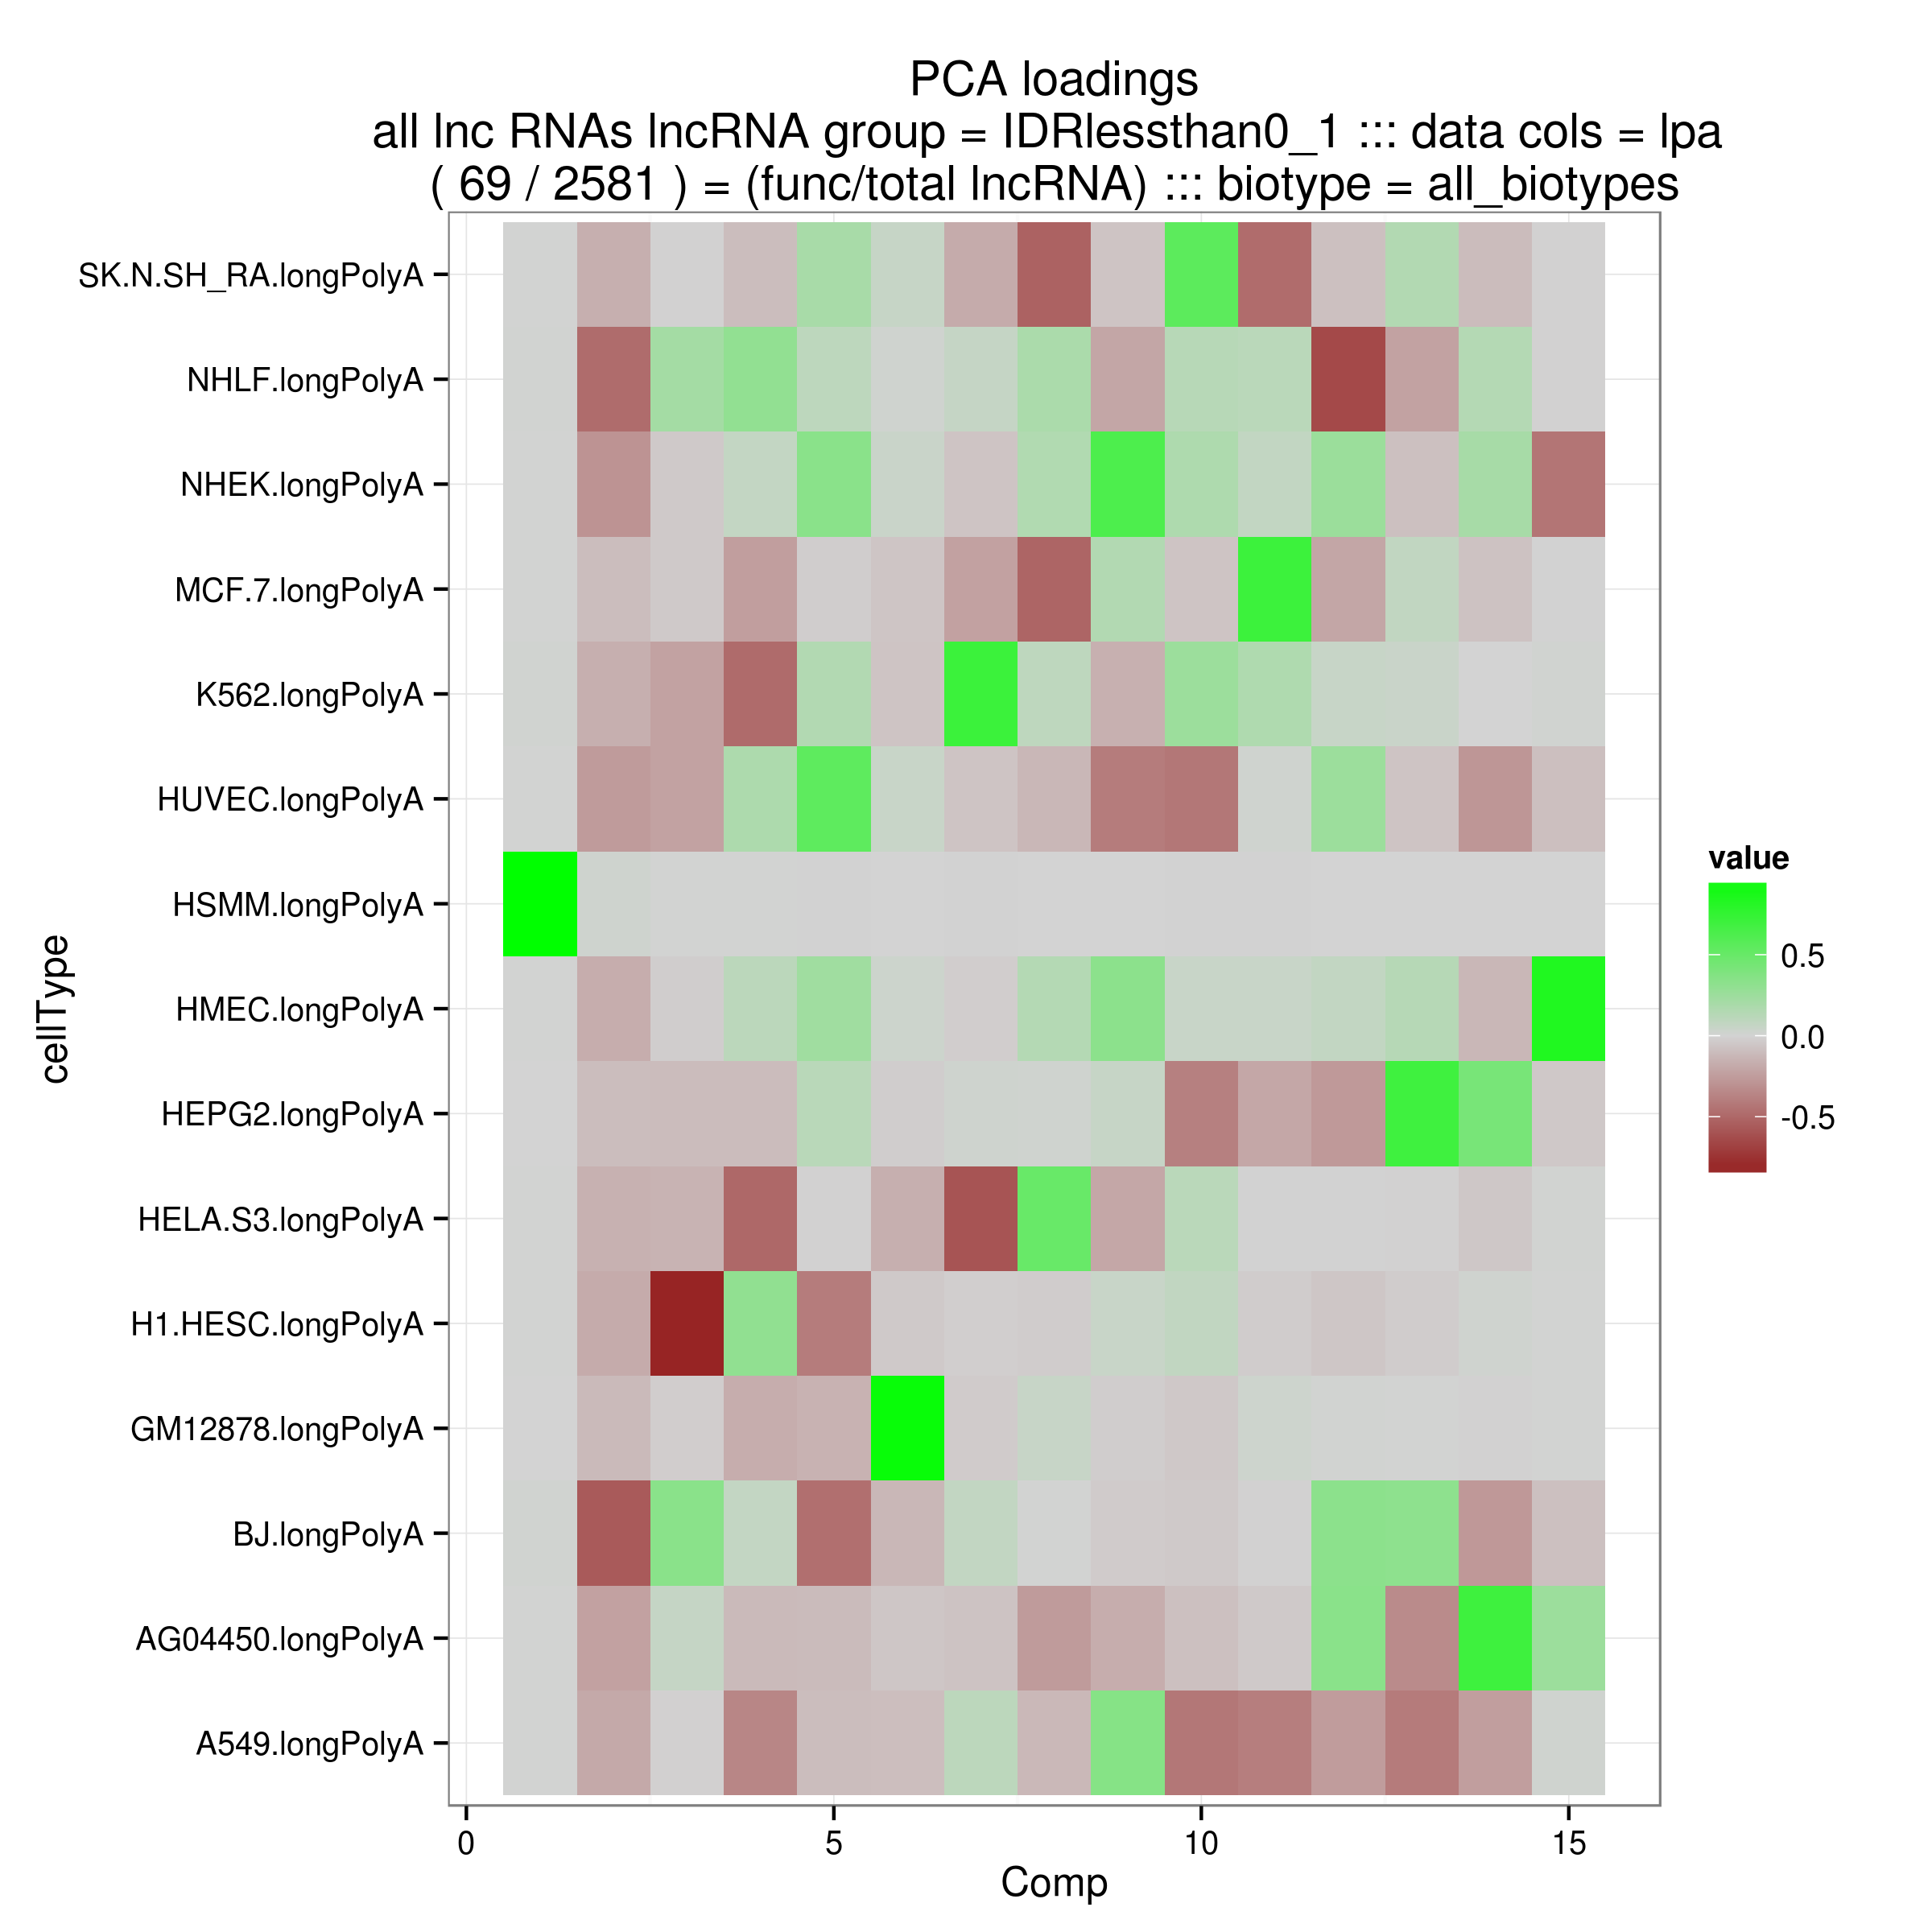 PCA loadings
all lnc RNAs lncRNA group = IDRlessthan0_1 ::: data cols = lpa
( 69 / 2581 ) = (func/total lncRNA) ::: biotype = all_biotypes
SK.N.SH_RA.longPolyA
NHLF.longPolyA
NHEK.longPolyA
MCF.7.longPolyA
K562.longPolyA
HUVEC.longPolyA
HSMM.longPolyA
HMEC.longPolyA
HEPG2.longPolyA
HELA.S3.longPolyA
H1.HESC.longPolyA
GM12878.longPolyA
BJ.longPolyA
AG04450.longPolyA
A549.longPolyA
cellType
0 5 10 15
Comp
value
0.5
0.0
-0.5